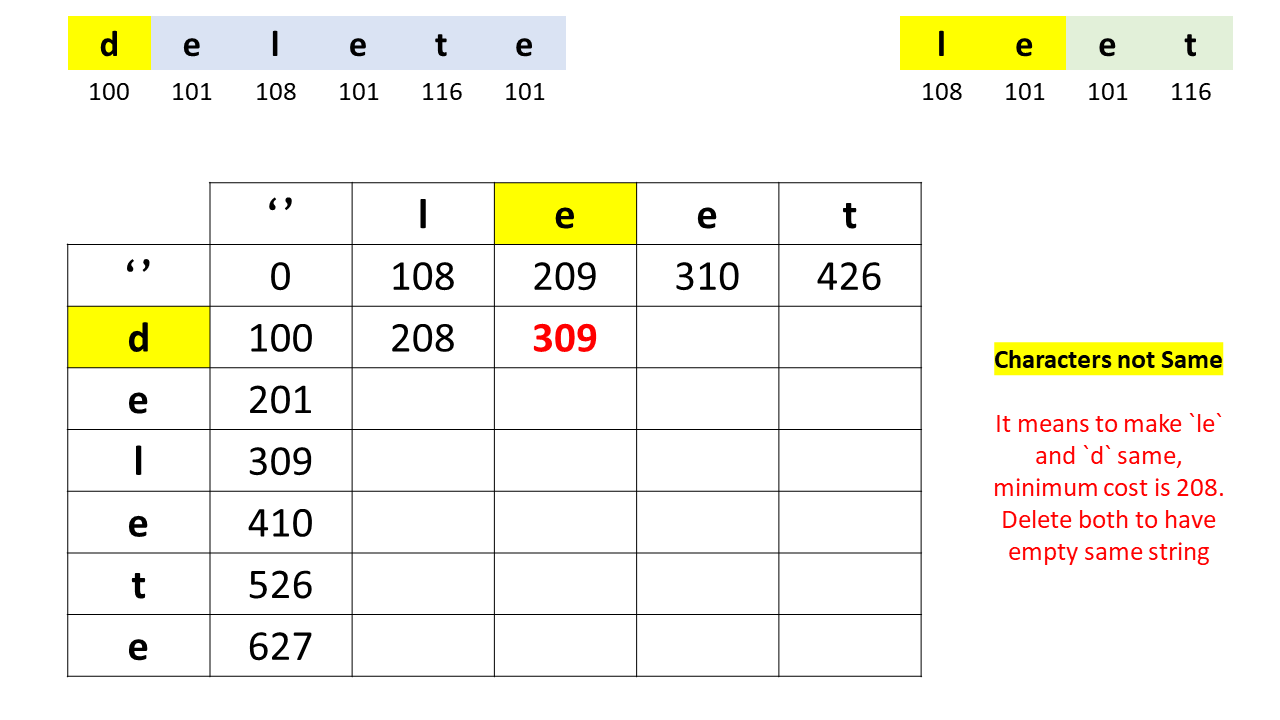 d e l e t e
100 101 108 101 116 101
l e e t
108 101 101 116
‘’ l e e t
‘’ 0 108 209 310 426
d 100 208 309
e 201
l 309
e 410
t 526
e 627
Characters not Same
It means to make `le`
and `d` same,
minimum cost is 208.
Delete both to have
empty same string